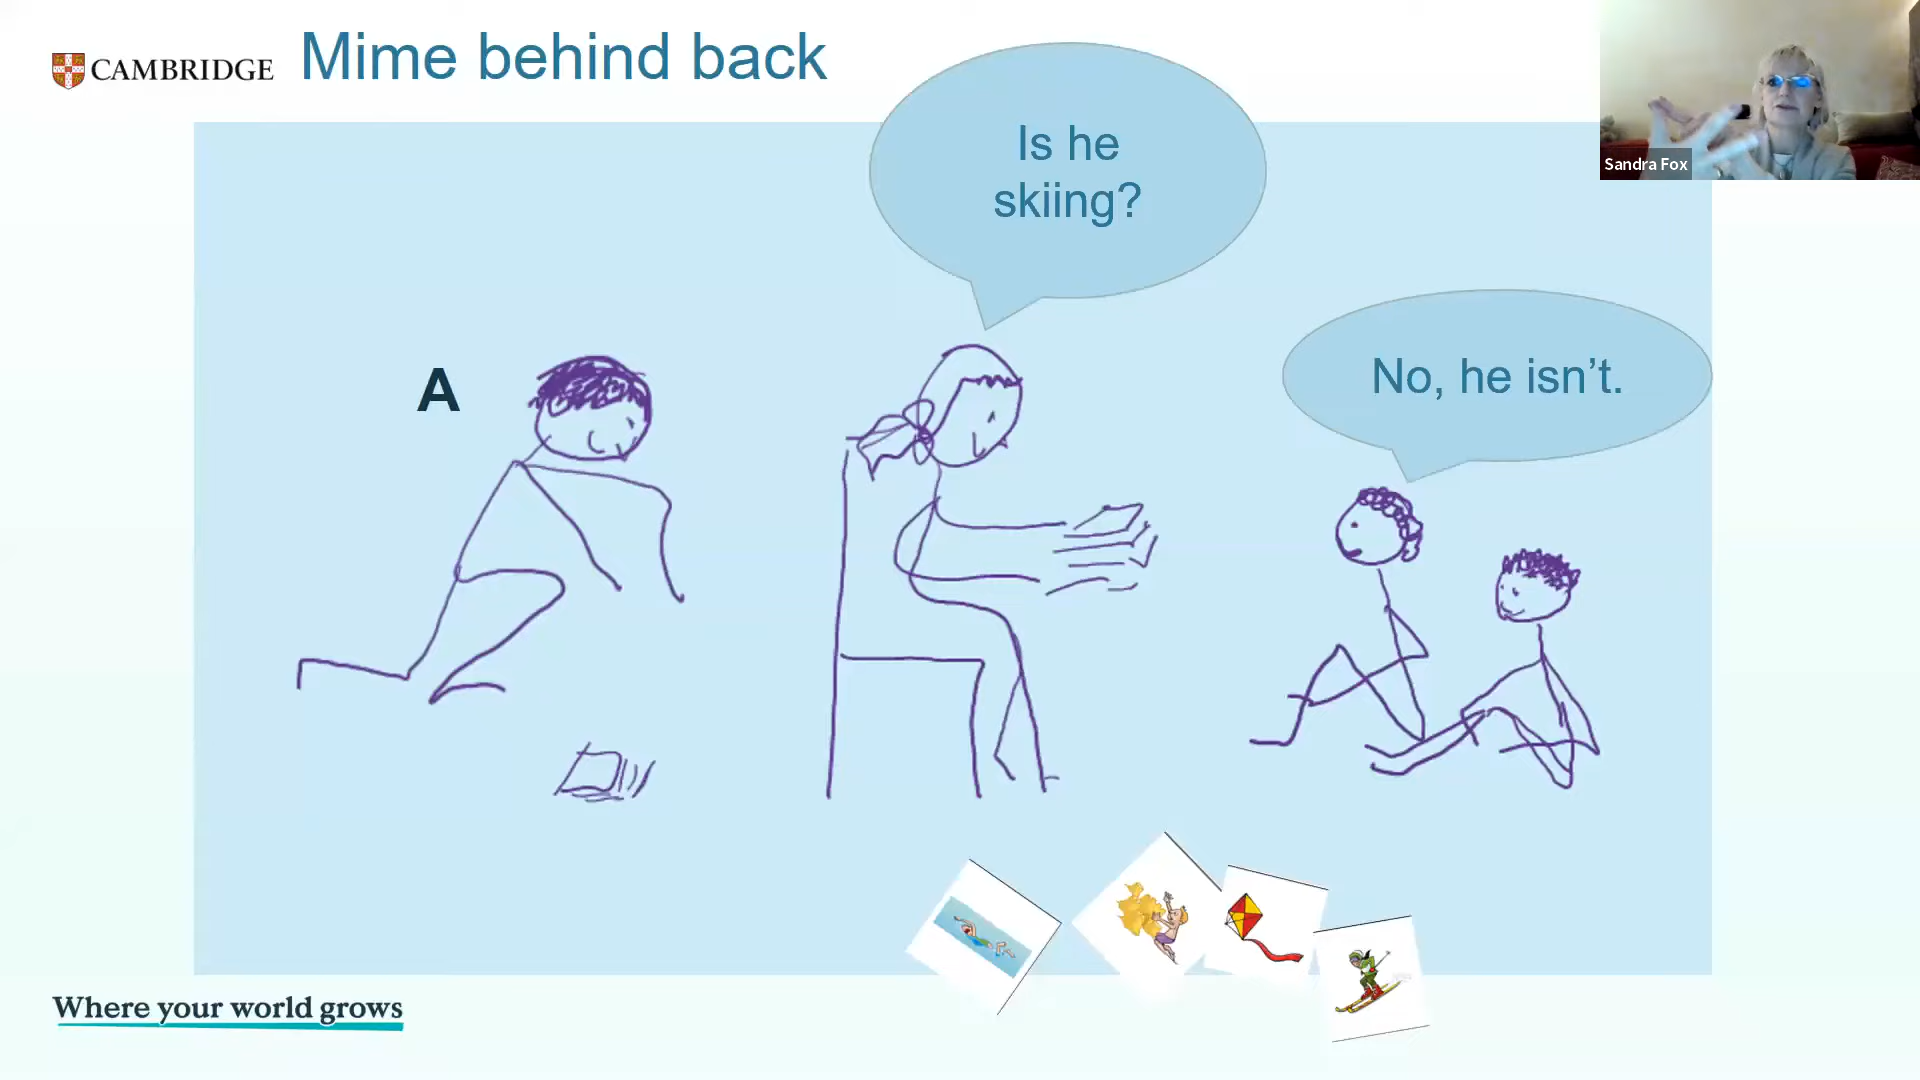 CAMBRIDGE
Mime behind back
Is he
skiing?
Sandra Fox
No, he isn't.
A
Where your world grows